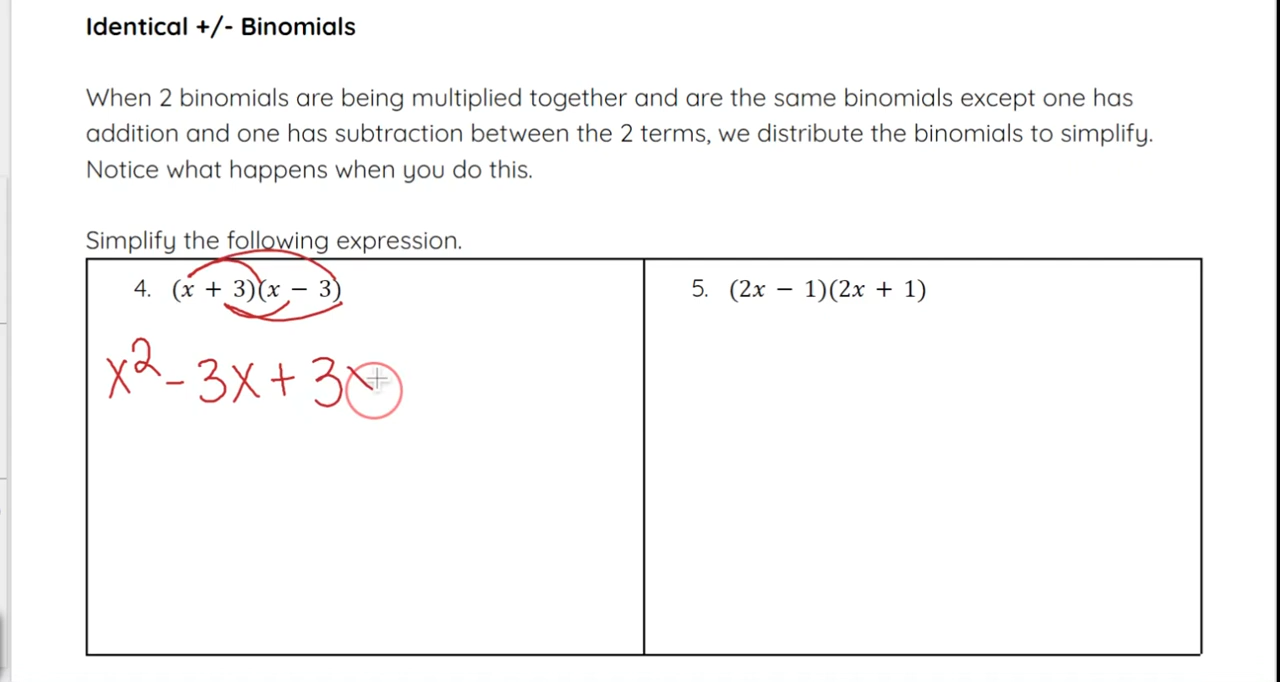 Identical +/- Binomials
When 2 binomials are being multiplied together and are the same binomials except one has
addition and one has subtraction between the 2 terms, we distribute the binomials to simplify.
Notice what happens when you do this.
Simplify the following expression.
4. (x + 3)(x − 3)
x² - 3x + 3x
5. (2x − 1)(2x + 1)